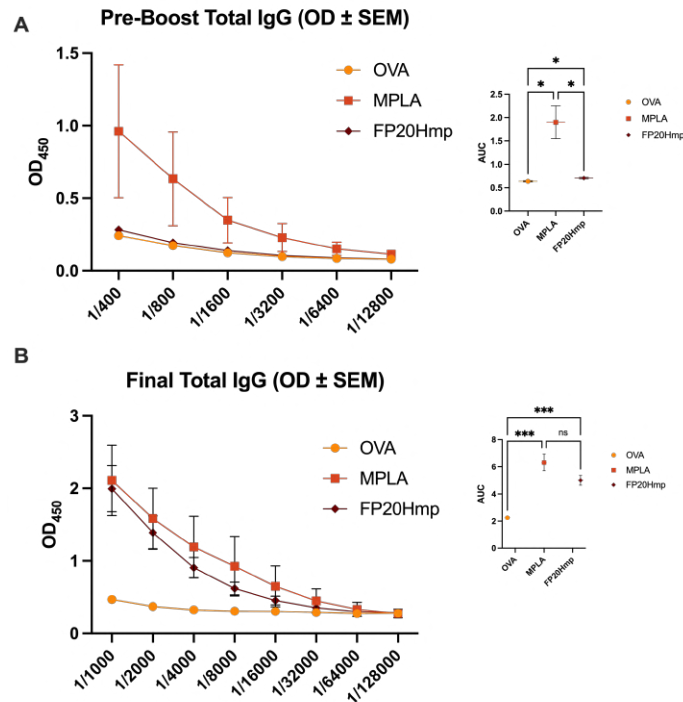 A
Pre-Boost Total IgG (OD ± SEM)
OD450
1.5
1.0
0.5
0.0
OVA
MPLA
FP20Hmp
1/400
1/800
1/1600
1/3200
1/6400
1/12800
*
*
*
AUC
2.5
2.0
1.5
1.0
0.5
0.0
OVA
MPLA
FP20Hmp
OVA
MPLA
FP20Hmp
B
Final Total IgG (OD ± SEM)
OD450
3
2
1
0
OVA
MPLA
FP20Hmp
1/1000
1/2000
1/4000
1/8000
1/16000
1/32000
1/64000
1/128000
***
***
ns
AUC
8
6
4
2
0
OVA
MPLA
FP20Hmp
OVA
MPLA
FP20Hmp